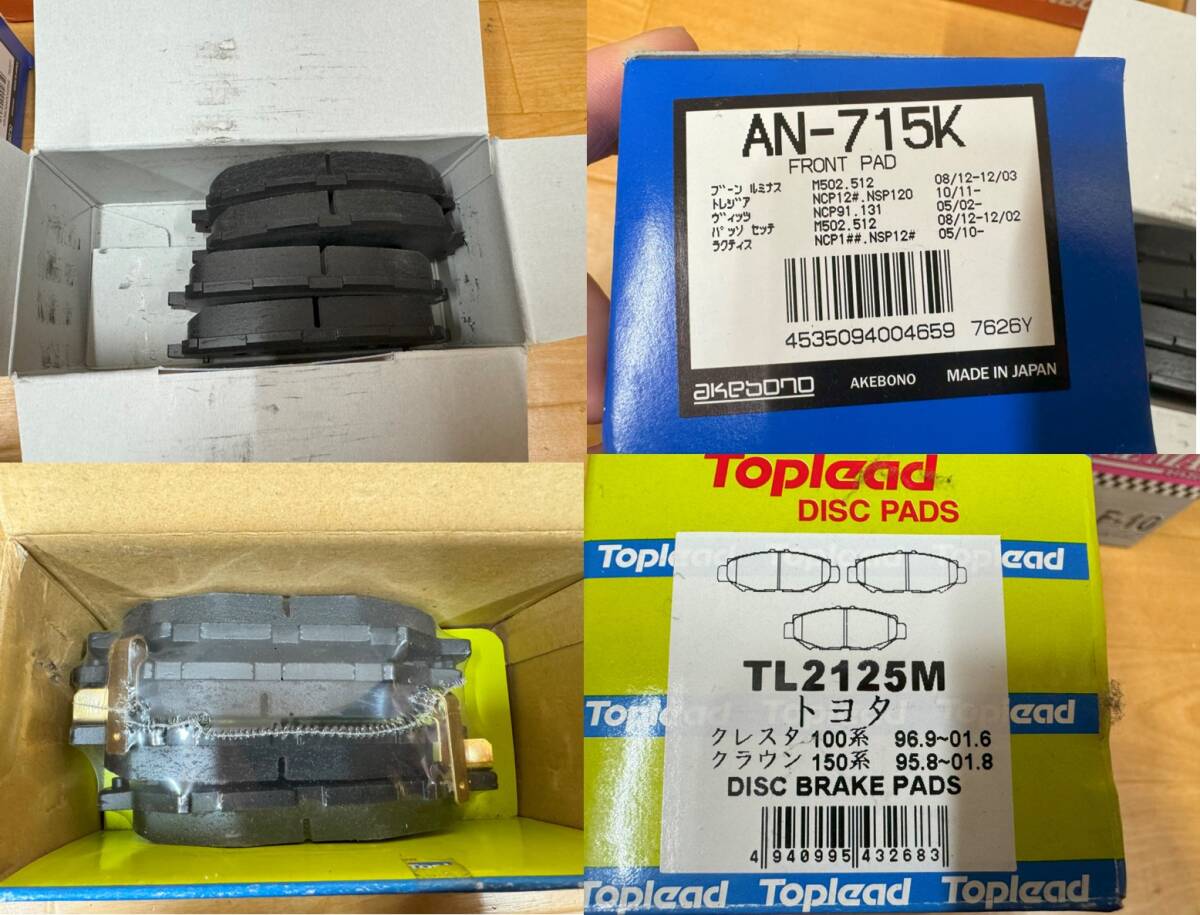 AN-715K
FRONT PAD
ブーン ルミナス M502.512 08/12-12/03
トレジア NCP12#.NSP120 10/11-
ヴィッツ NCP91.131 05/02-
パッソ セッテ M502.512 08/12-12/02
ラクティス NCP1##.NSP12# 05/10-
4535094004659 7626Y
akebono AKEBONO MADE IN JAPAN
Toplead
DISC PADS
F-10
Toplead
ead
TL2125M
トヨタ
Topl
ead
クレスタ 100系 96.9~01.6
クラウン 150系 95.8~01.8
DISC BRAKE PADS
4 940995 432683
Toplead Toplead Toplead